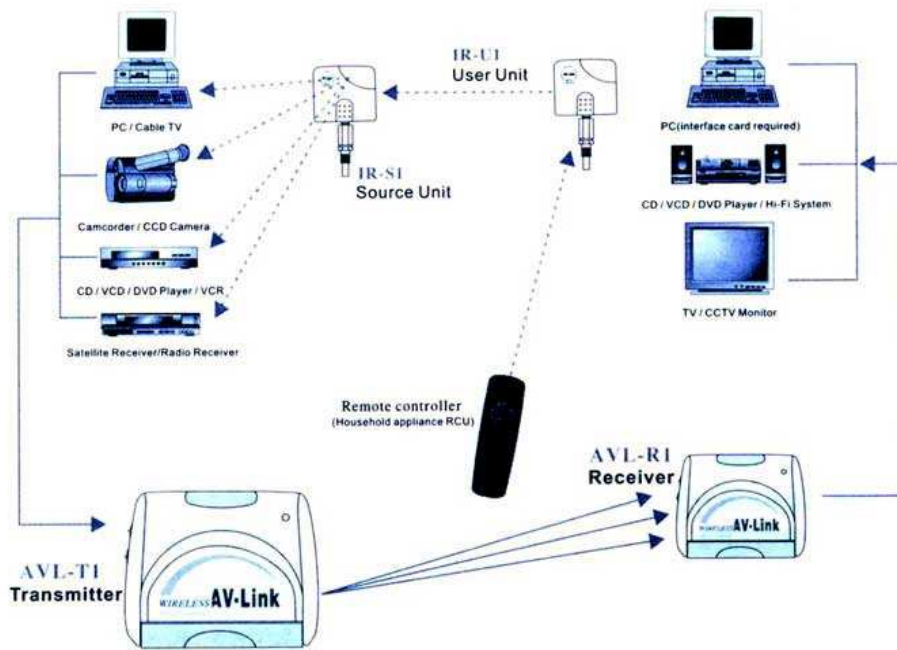 IR-U1
User Unit
PC / Cable TV
IR-S1
Source Unit
Camcorder / CCD Camera
CD / VCD / DVD Player / VCR
Satellite Receiver/Radio Receiver
PC(interface card required)
CD / VCD / DVD Player / Hi-Fi System
TV / CCTV Monitor
Remote controller
(Household appliance RCU)
AVL-R1
Receiver
WIRELESS AV-Link
AVL-T1
Transmitter
WIRELESS AV-Link